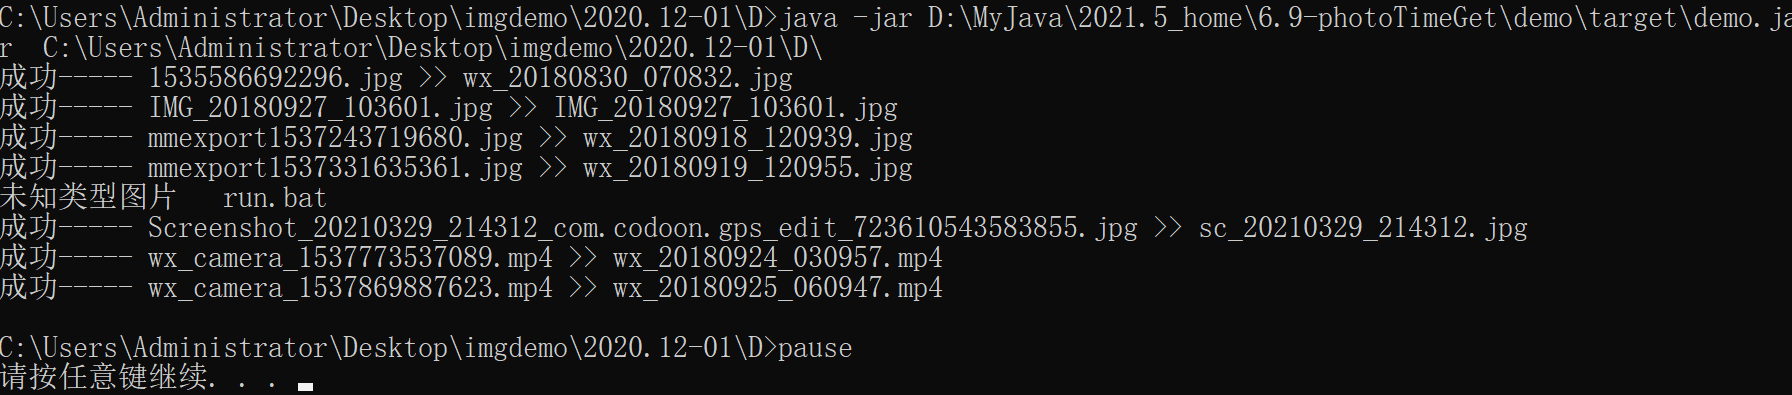 C:\Users\Administrator\Desktop\imgdemo\2020.12-01\D>java -jar D:\MyJava\2021.5_home\6.9-photoTimeGet\demo\target\demo.ja
r  C:\Users\Administrator\Desktop\imgdemo\2020.12-01\D\
成功----- 1535586692296.jpg >> wx_20180830_070832.jpg
成功----- IMG_20180927_103601.jpg >> IMG_20180927_103601.jpg
成功----- mmexport1537243719680.jpg >> wx_20180918_120939.jpg
成功----- mmexport1537331635361.jpg >> wx_20180919_120955.jpg
未知类型图片   run.bat
成功----- Screenshot_20210329_214312_com.codoon.gps_edit_723610543583855.jpg >> sc_20210329_214312.jpg
成功----- wx_camera_1537773537089.mp4 >> wx_20180924_030957.mp4
成功----- wx_camera_1537869887623.mp4 >> wx_20180925_060947.mp4
C:\Users\Administrator\Desktop\imgdemo\2020.12-01\D>pause
请按任意键继续. . .